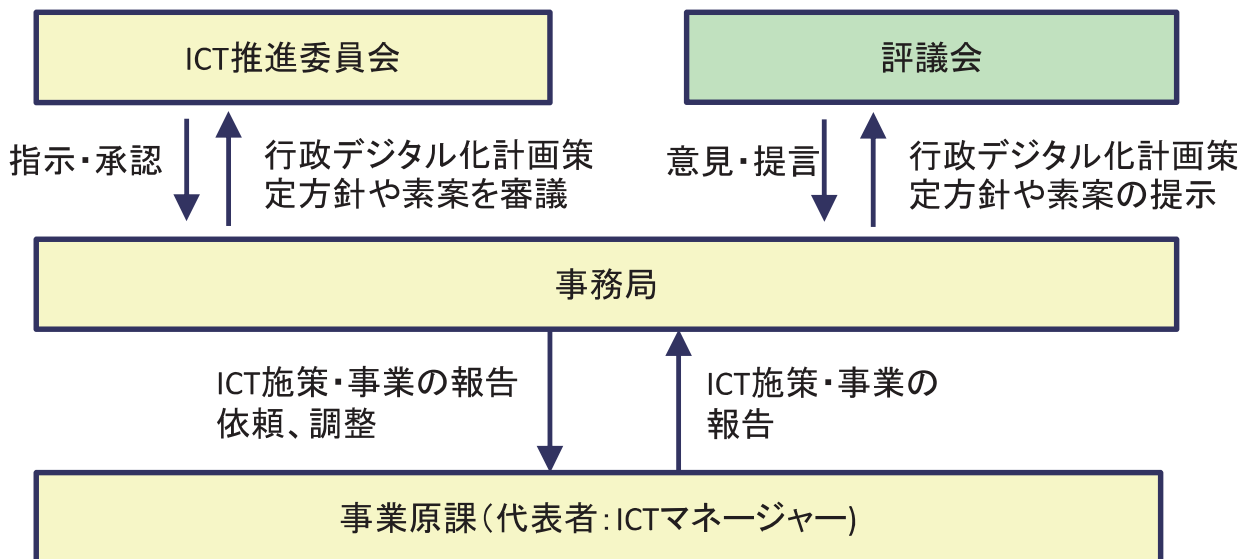 ICT推進委員会
評議会
指示・承認
行政デジタル化計画策
定方針や素案を審議
意見・提言
行政デジタル化計画策
定方針や素案の提示
事務局
ICT施策・事業の報告
依頼、調整
ICT施策・事業の
報告
事業原課（代表者：ICTマネージャー)